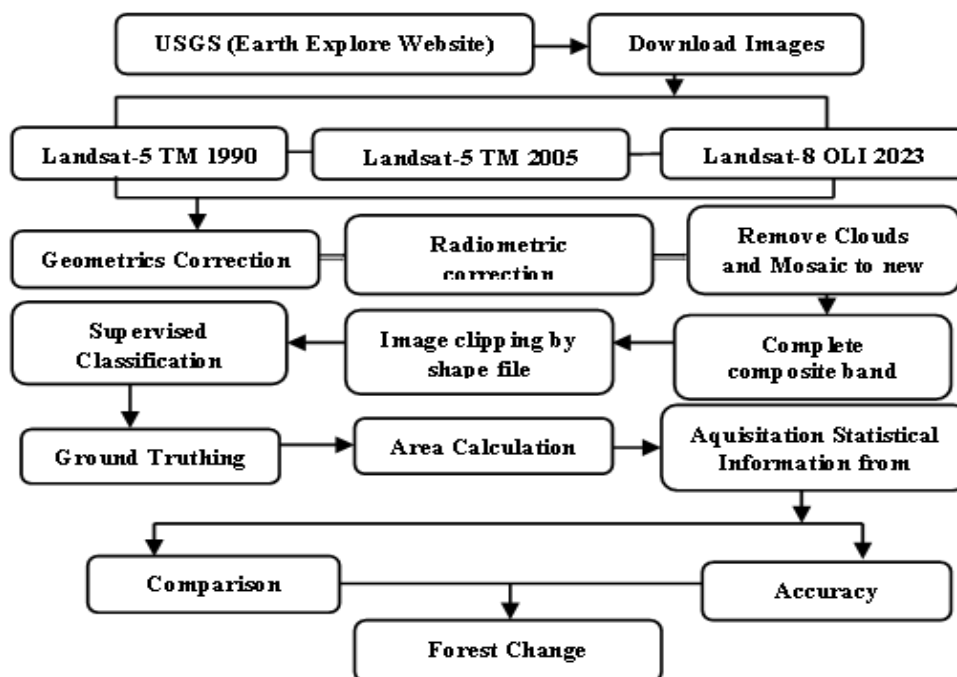 USGS (Earth Explore Website)
Download Images
Landsat-5 TM 1990
Landsat-5 TM 2005
Landsat-8 OLI 2023
Geometrics Correction
Radiometric
correction
Remove Clouds
and Mosaic to new
Supervised
Classification
Image clipping by
shape file
Complete
composite band
Ground Truthing
Area Calculation
Aquisitation Statistical
Information from
Comparison
Accuracy
Forest Change